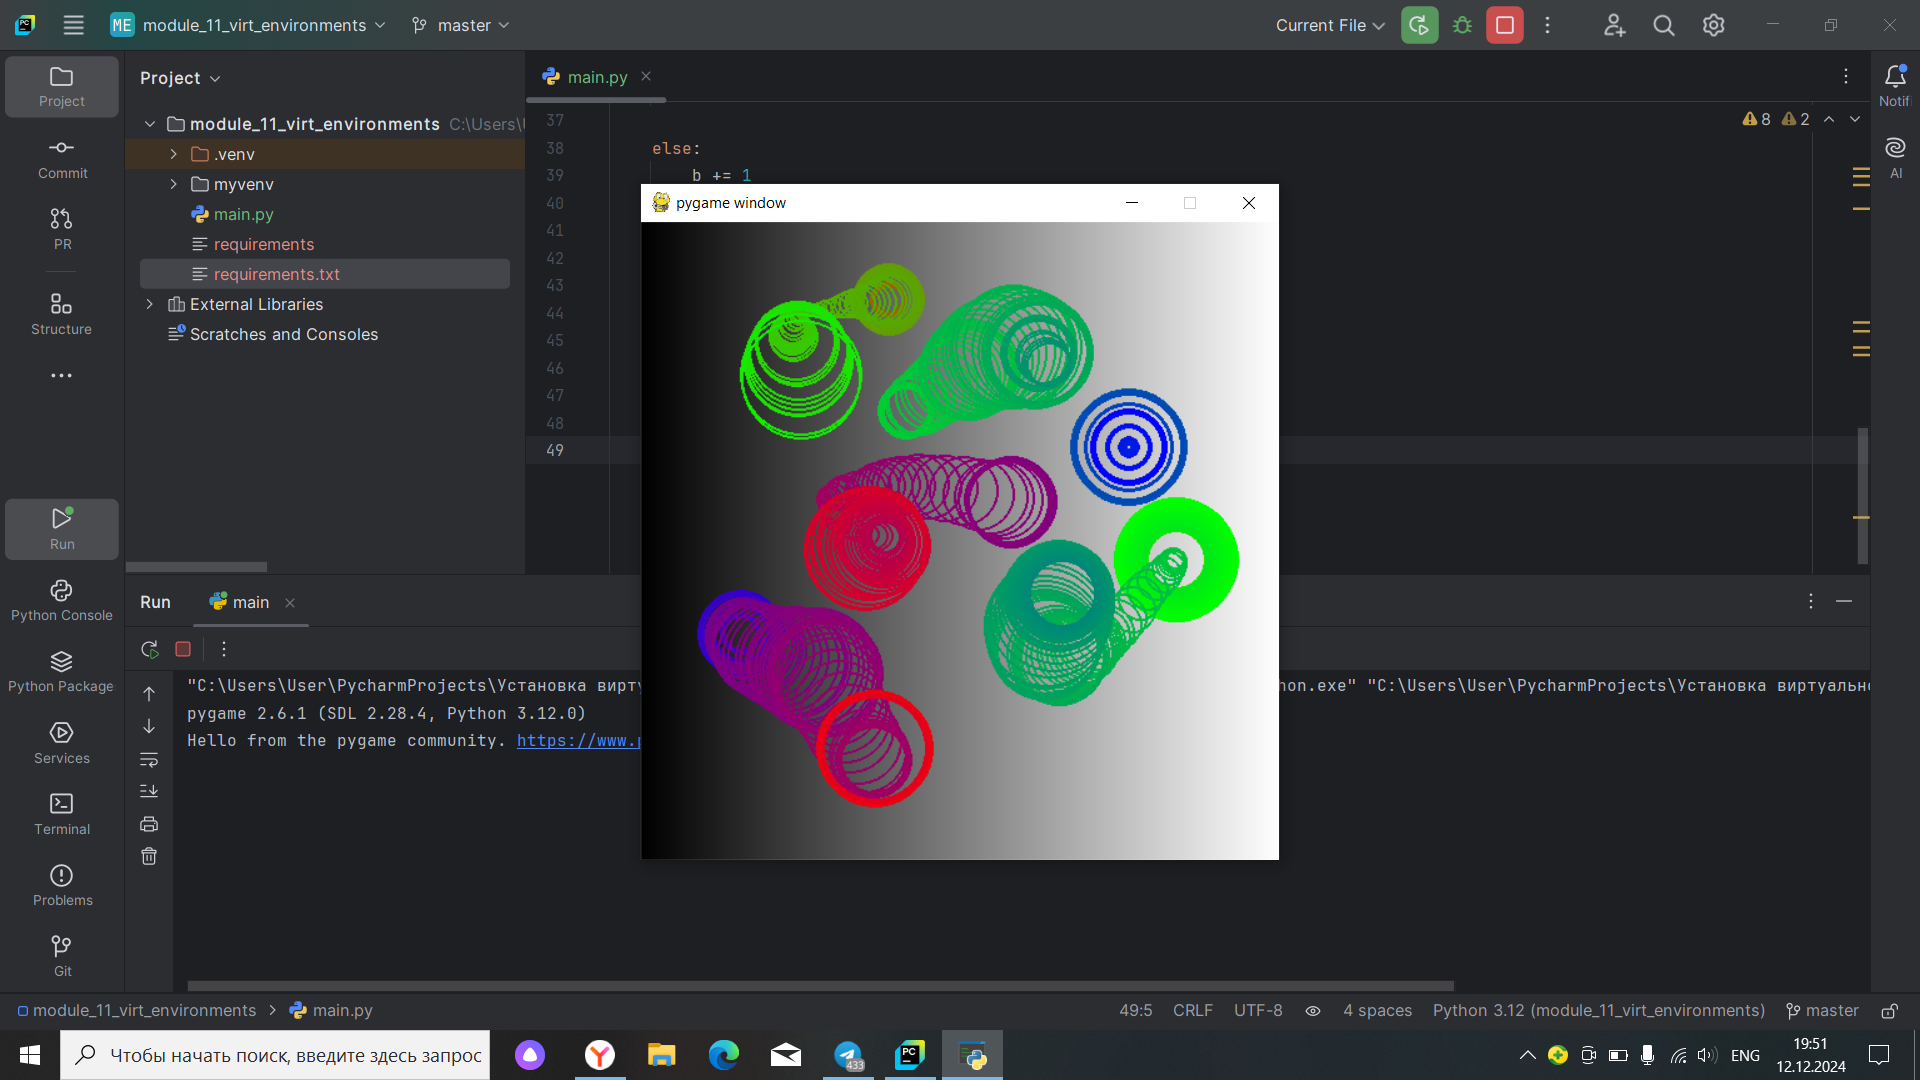 ME module_11_virt_environments master Current File
Project
Project
main.py
Notifi
module_11_virt_environments C:\Users\
.venv
myvenv
main.py
requirements
requirements.txt
External Libraries
Scratches and Consoles
Commit
PR
Structure
Run
Python Console
Python Package
Services
Terminal
Problems
Git
37
38 else:
39 b += 1
40
41
42
43
44
45
46
47
48
49
8 2
AI
pygame window
Run main
"C:\Users\User\PycharmProjects\Установка вирту
hon.exe" "C:\Users\User\PycharmProjects\Установка виртуально
pygame 2.6.1 (SDL 2.28.4, Python 3.12.0)
Hello from the pygame community. https://www.p
module_11_virt_environments main.py 49:5 CRLF UTF-8 4 spaces Python 3.12 (module_11_virt_environments) master
Чтобы начать поиск, введите здесь запрос
433
PC
ENG
19:51
12.12.2024